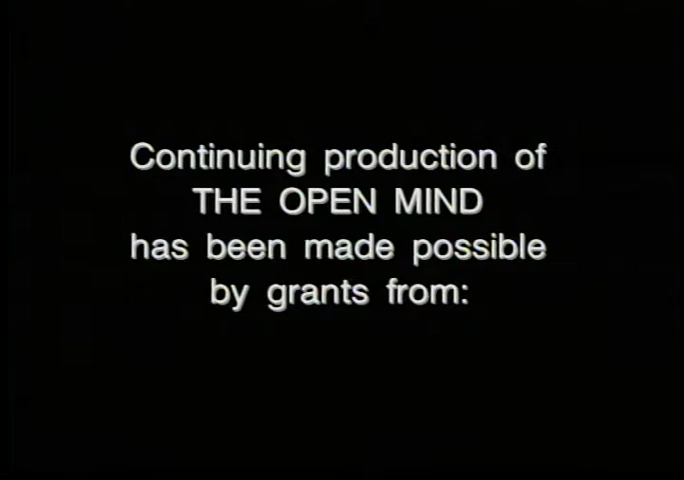 Continuing production of
THE OPEN MIND
has been made possible
by grants from: